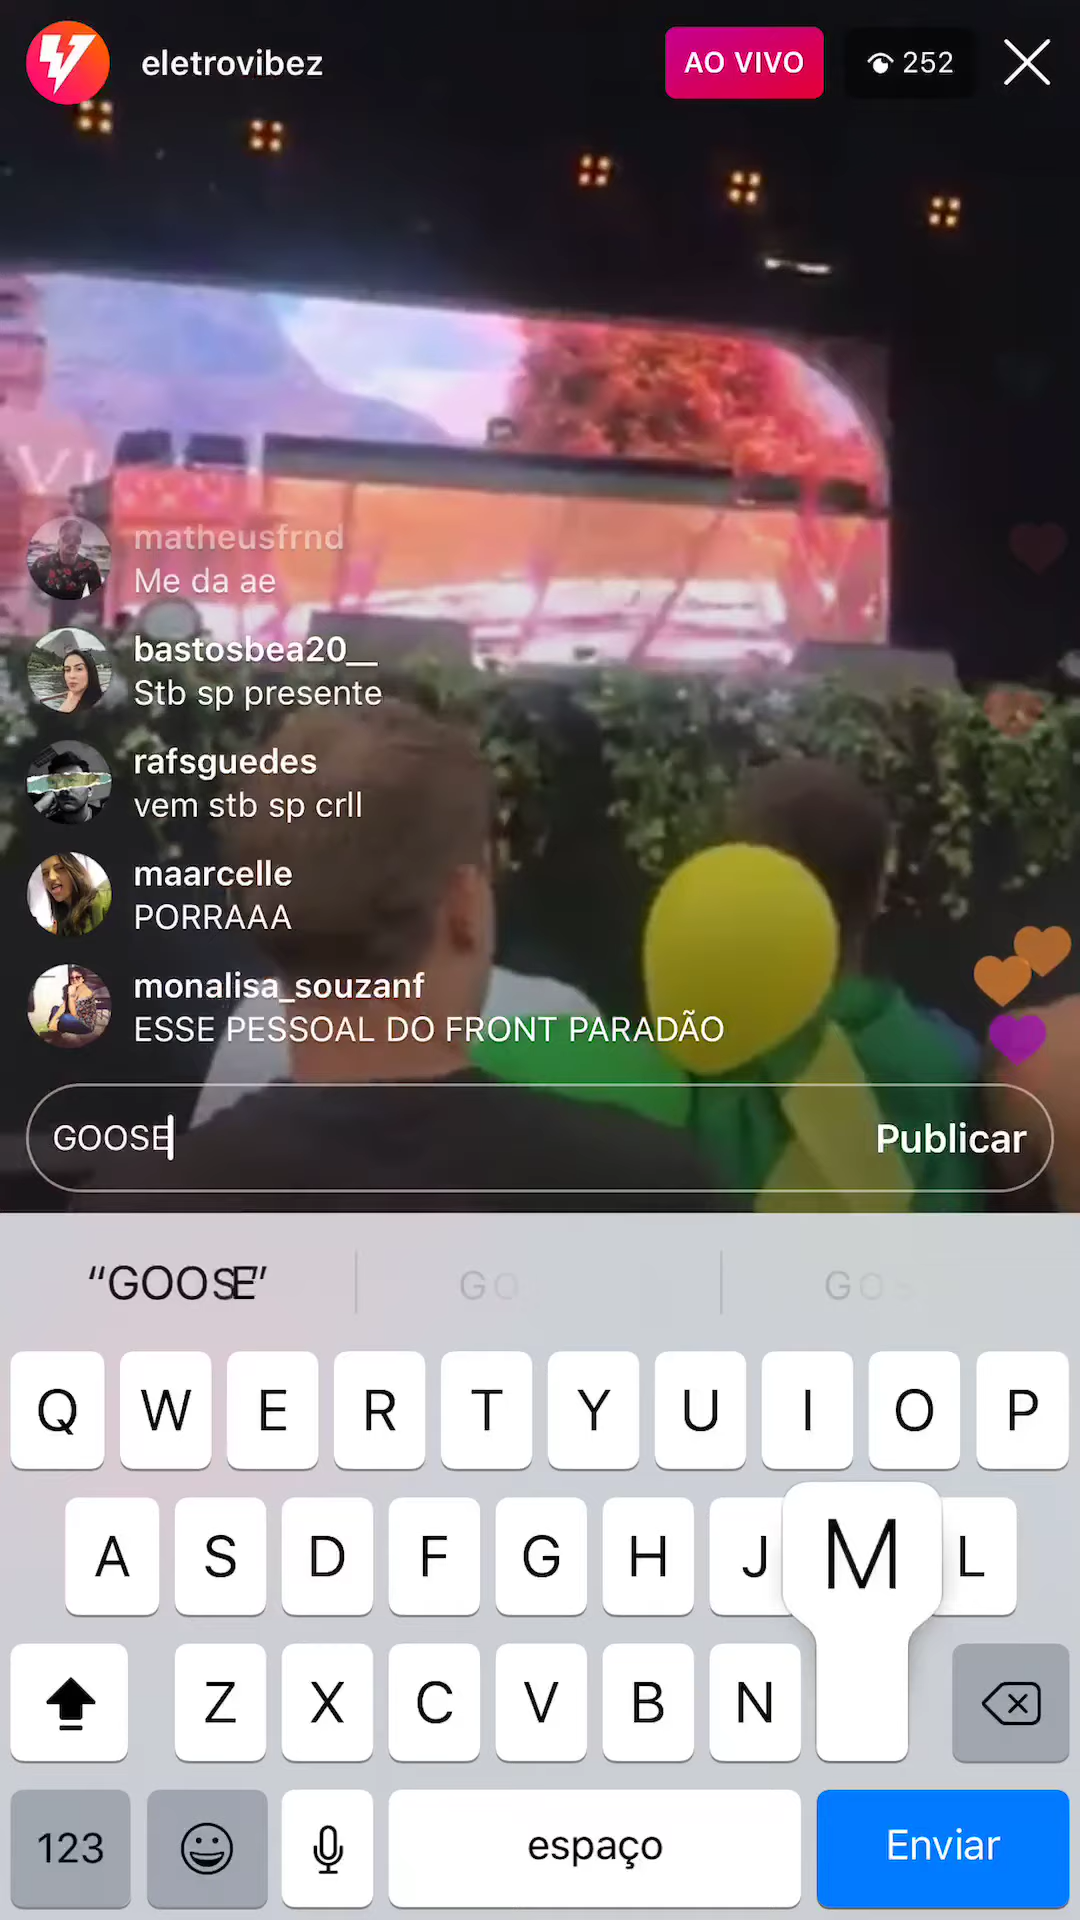 eletrovibez
AO VIVO
252
matheusfrnd
Me da ae
bastosbea20__
Stb sp presente
rafsguedes
vem stb sp crll
maarcelle
PORRAAA
monalisa_souzanf
ESSE PESSOAL DO FRONT PARADÃO
GOOSE
Publicar
“GOOSE”
Q W E R T Y U I O P
A S D F G H J M L
Z X C V B N
123
espaço
Enviar